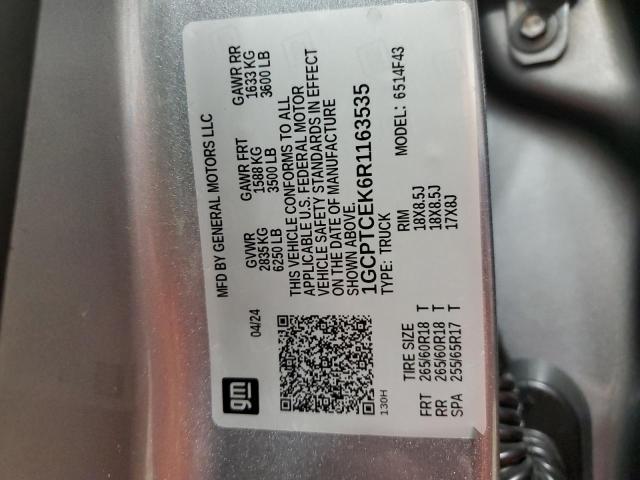 gm
MFD BY GENERAL MOTORS LLC
04/24
GVWR GAWR FRT GAWR RR
2835 KG 1588 KG 1633 KG
6250 LB 3500 LB 3600 LB
THIS VEHICLE CONFORMS TO ALL
APPLICABLE U.S. FEDERAL MOTOR
VEHICLE SAFETY STANDARDS IN EFFECT
ON THE DATE OF MANUFACTURE
SHOWN ABOVE.
1GCPTCEK6R1163535
TYPE: TRUCK MODEL: 6514F43
130H
TIRE SIZE RIM
FRT 265/60R18 T 18X8.5J
RR 265/60R18 T 18X8.5J
SPA 255/65R17 T 17X8J